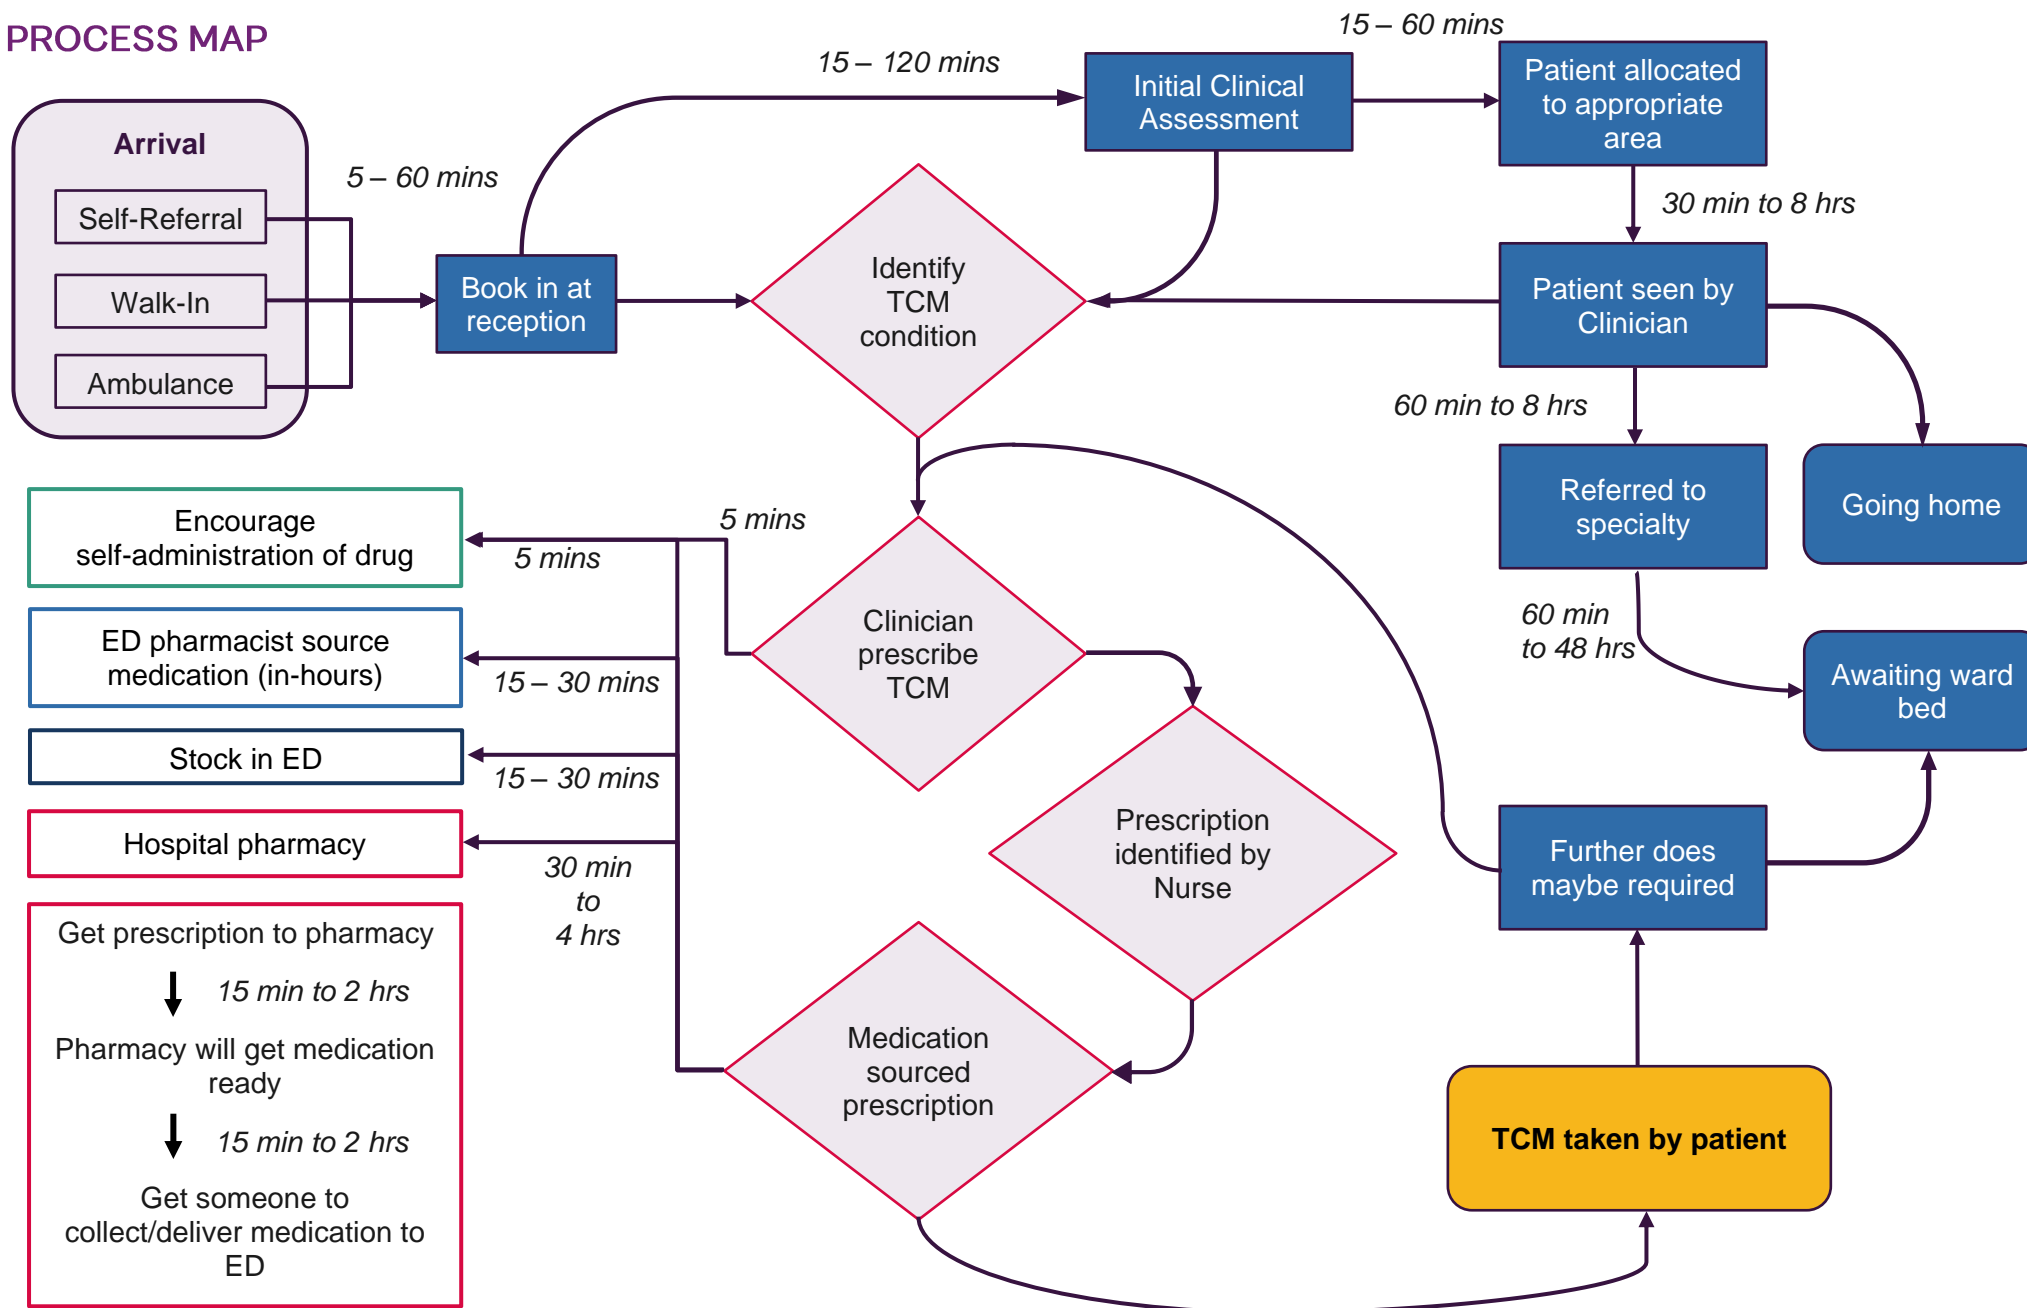 PROCESS MAP
Arrival
Self-Referral
Walk-In
Ambulance
5 – 60 mins
Book in at
reception
15 – 120 mins
Initial Clinical
Assessment
15 – 60 mins
Patient allocated
to appropriate
area
30 min to 8 hrs
Identify
TCM
condition
Patient seen by
Clinician
60 min to 8 hrs
Referred to
specialty
Going home
60 min
to 48 hrs
Awaiting ward
bed
Encourage
self-administration of drug
5 mins
5 mins
ED pharmacist source
medication (in-hours)
15 – 30 mins
Stock in ED
15 – 30 mins
Hospital pharmacy
30 min
to
4 hrs
Clinician
prescribe
TCM
Prescription
identified by
Nurse
Medication
sourced
prescription
Further does
maybe required
TCM taken by patient
Get prescription to pharmacy
15 min to 2 hrs
Pharmacy will get medication
ready
15 min to 2 hrs
Get someone to
collect/deliver medication to
ED